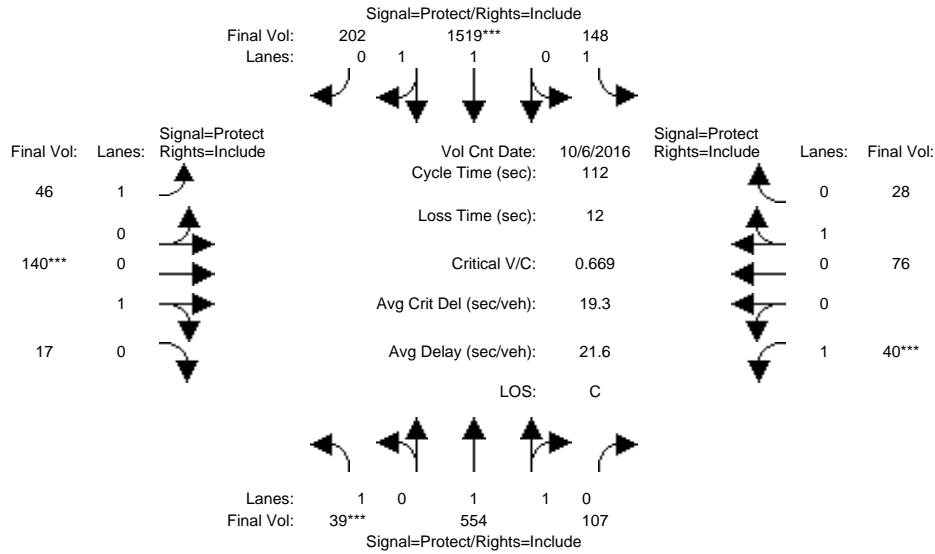 Signal=Protect/Rights=Include
Final Vol: 202 1519*** 148
Lanes: 0 1 1 0 1
Signal=Protect
Final Vol: Lanes: Rights=Include
Vol Cnt Date: 10/6/2016
Signal=Protect
Rights=Include Lanes: Final Vol:
Cycle Time (sec): 112
46 1
0 28
Loss Time (sec): 12
0
1
140*** 0
Critical V/C: 0.669
0 76
1
Avg Crit Del (sec/veh): 19.3
0
17 0
Avg Delay (sec/veh): 21.6
1 40***
LOS: C
Lanes: 1 0 1 1 0
Final Vol: 39*** 554 107
Signal=Protect/Rights=Include